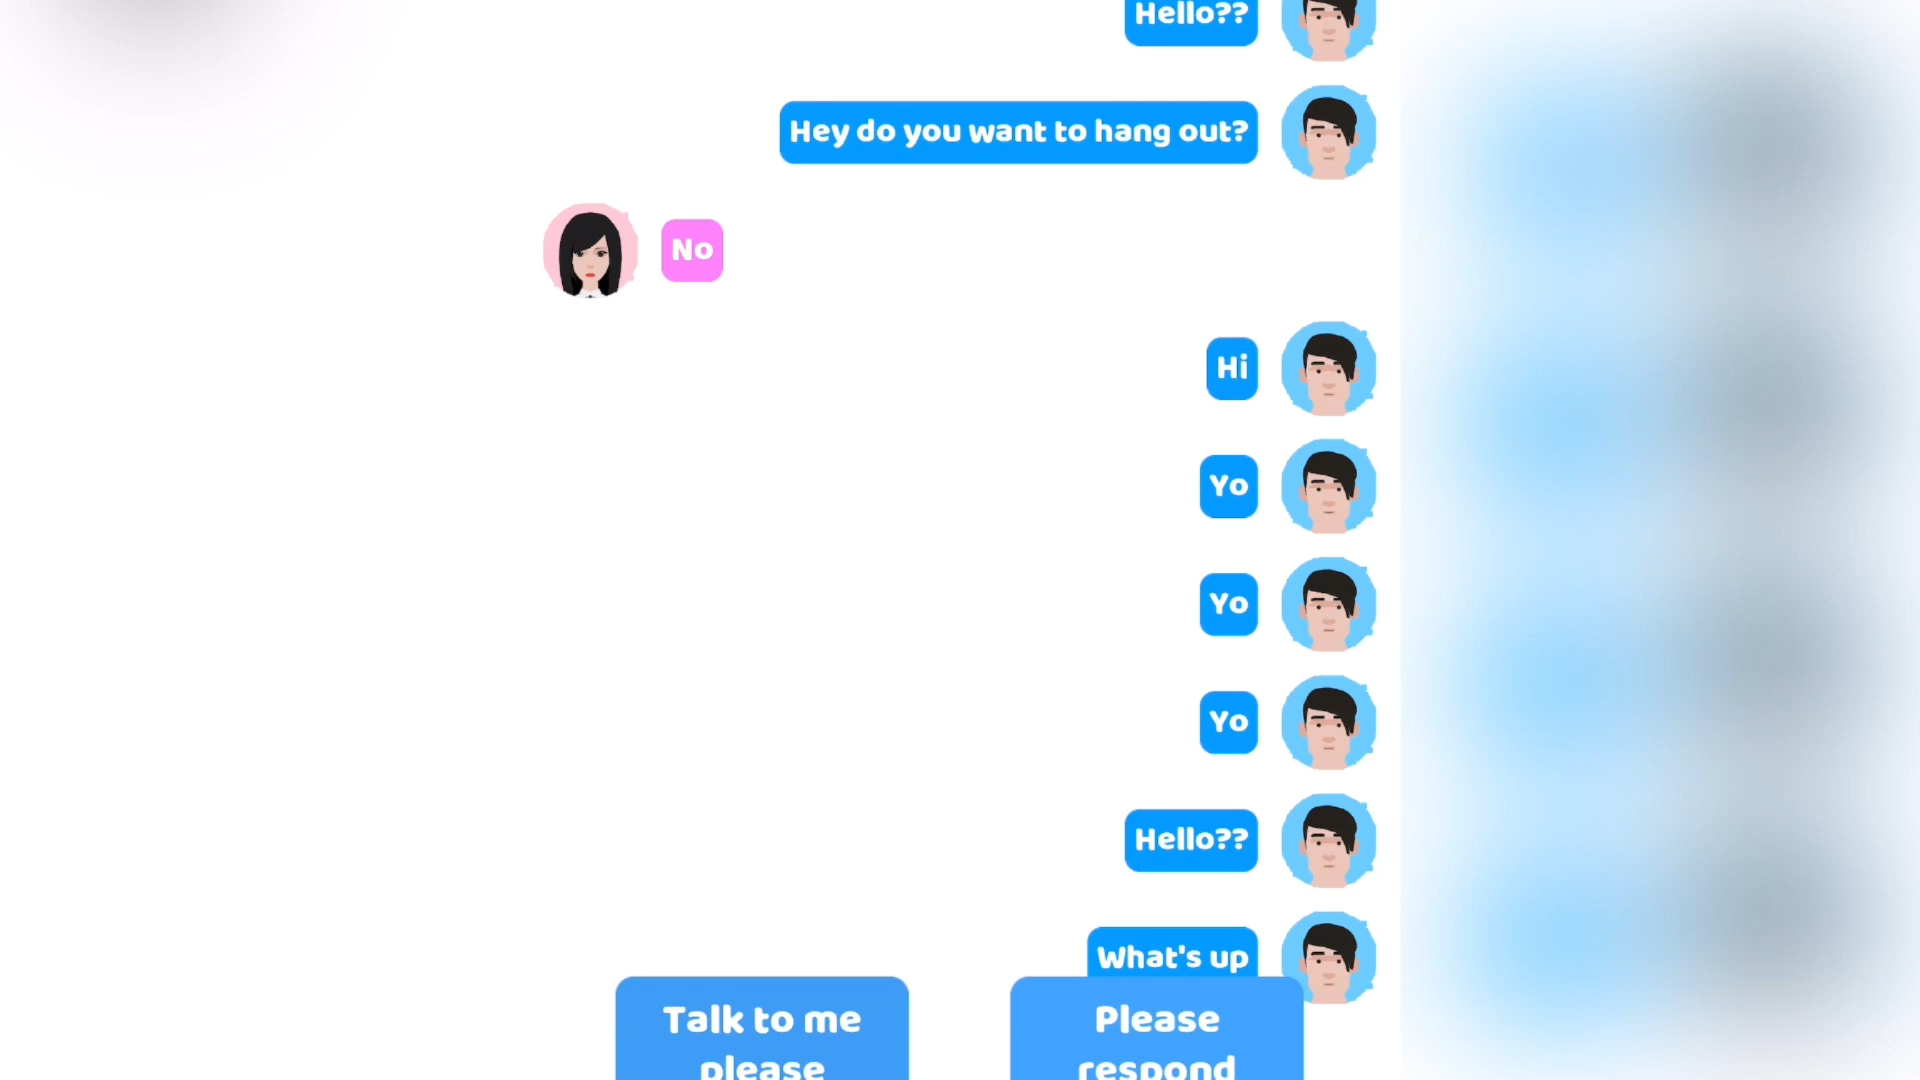 Hello??
Hey do you want to hang out?
No
Hi
Yo
Yo
Yo
Hello??
What's up
Talk to me
please
Please
respond